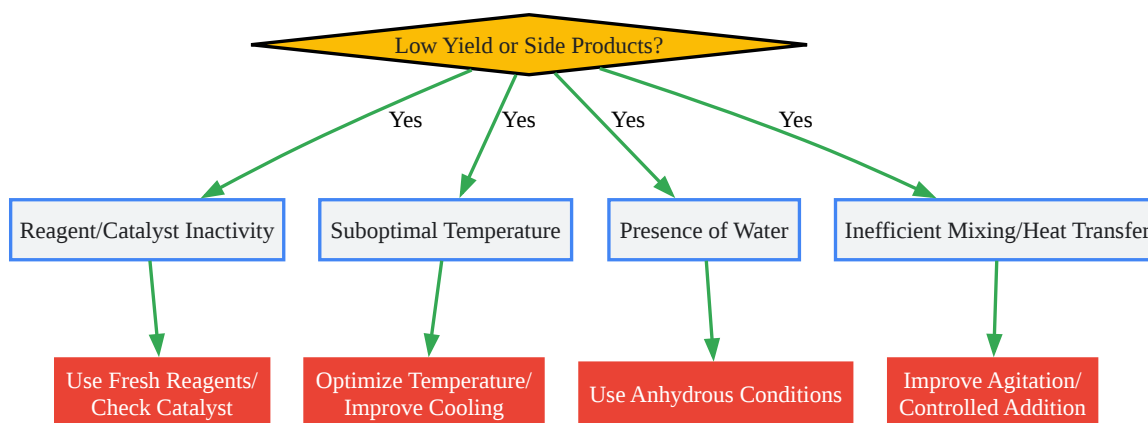 Low Yield or Side Products?
Yes
Yes
Yes
Yes
Reagent/Catalyst Inactivity
Suboptimal Temperature
Presence of Water
Inefficient Mixing/Heat Transfer
Use Fresh Reagents/
Check Catalyst
Optimize Temperature/
Improve Cooling
Use Anhydrous Conditions
Improve Agitation/
Controlled Addition